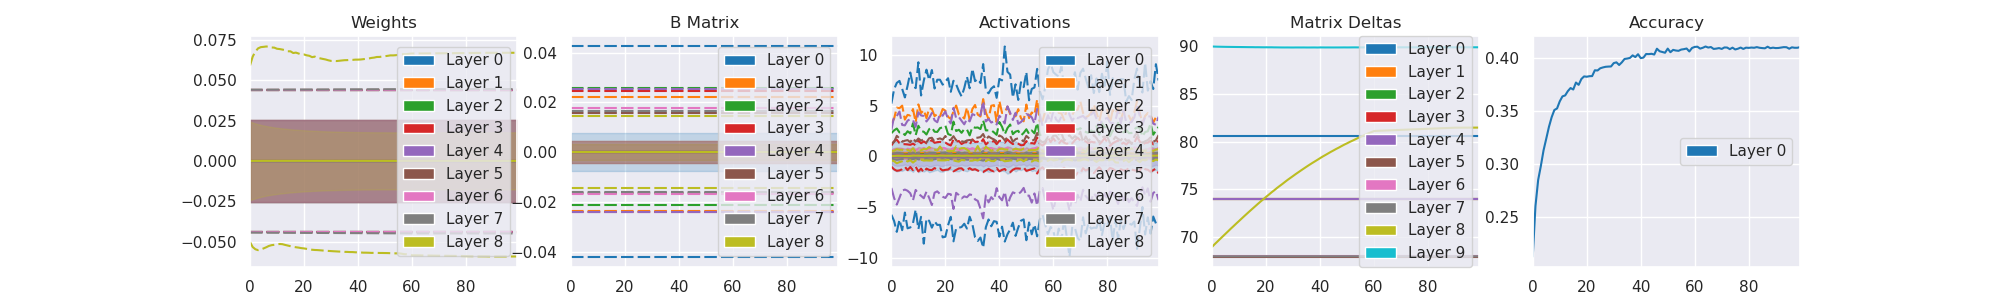 Weights
0.075
0.050
0.025
0.000
−0.025
−0.050
0
20
40
60
80
Layer 0
Layer 1
Layer 2
Layer 3
Layer 4
Layer 5
Layer 6
Layer 7
Layer 8
B Matrix
0.04
0.02
0.00
−0.02
−0.04
0
20
40
60
80
Layer 0
Layer 1
Layer 2
Layer 3
Layer 4
Layer 5
Layer 6
Layer 7
Layer 8
Activations
10
5
0
−5
−10
0
20
40
60
80
Layer 0
Layer 1
Layer 2
Layer 3
Layer 4
Layer 5
Layer 6
Layer 7
Layer 8
Matrix Deltas
90
85
80
75
70
0
20
40
60
80
Layer 0
Layer 1
Layer 2
Layer 3
Layer 4
Layer 5
Layer 6
Layer 7
Layer 8
Layer 9
Accuracy
0.40
0.35
0.30
0.25
0
20
40
60
80
Layer 0